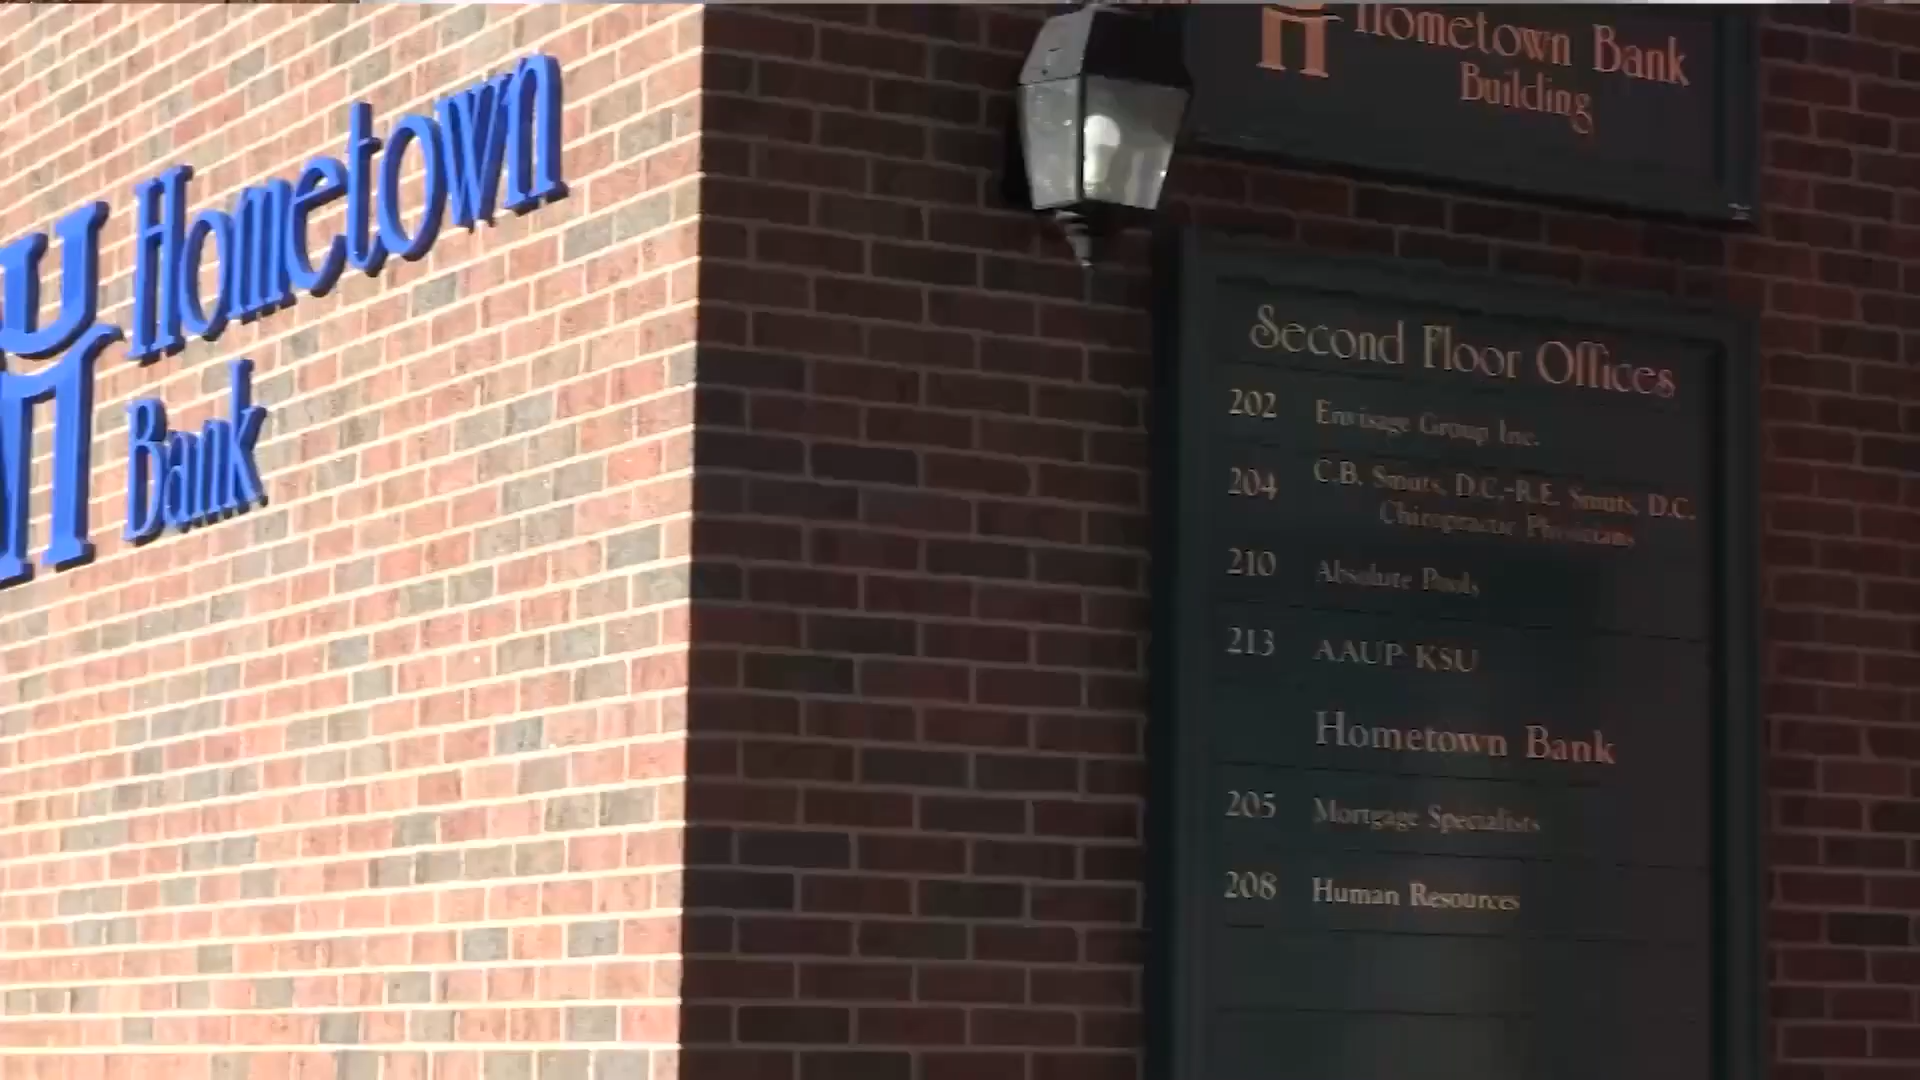 Hometown
Bank
Hometown Bank
Building
Second Floor Offices
202 Envisage Group Inc.
204 C.B. Smuts, D.C.-R.E. Smuts, D.C.
Chiropractic Physicians
210 Absolute Pools
213 AAUP KSU
Hometown Bank
205 Mortgage Specialists
208 Human Resources